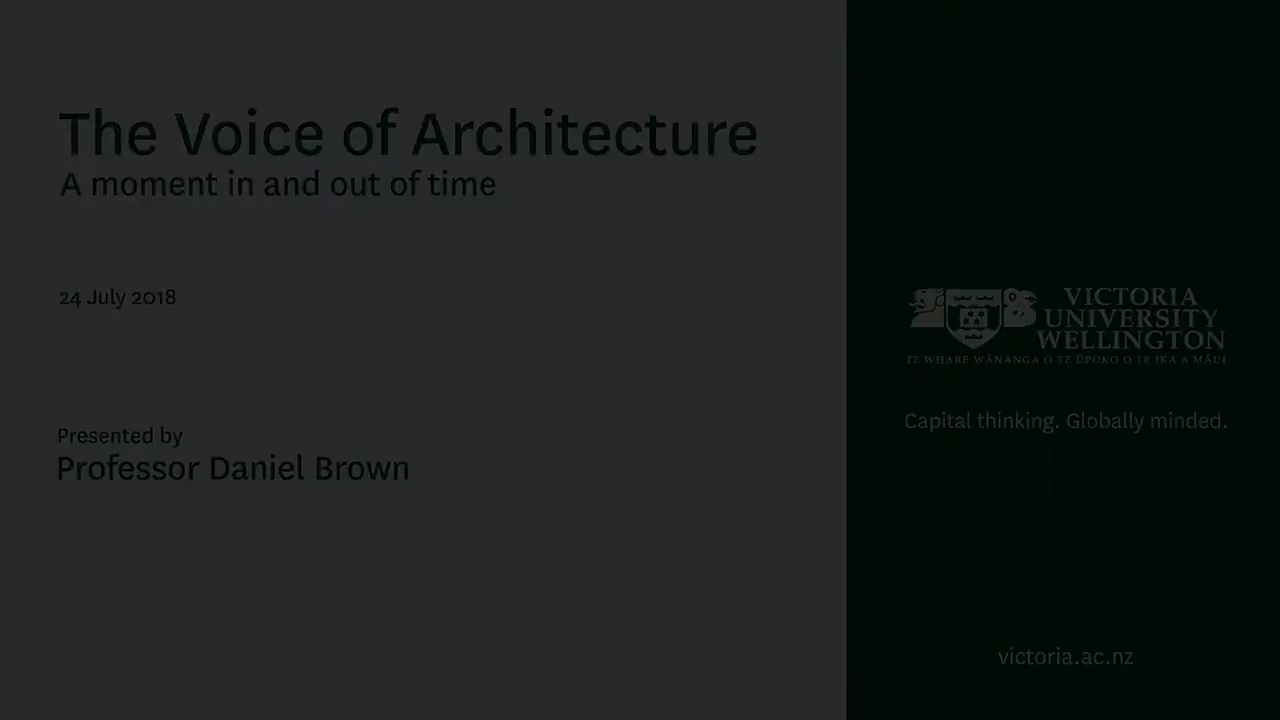 The Voice of Architecture
A moment in and out of time
24 July 2018
Presented by
Professor Daniel Brown
VICTORIA
UNIVERSITY
WELLINGTON
TE WHARE WĀNANGA O TE ŪPOKO O TE IKA A MĀUI
Capital thinking. Globally minded.
victoria.ac.nz